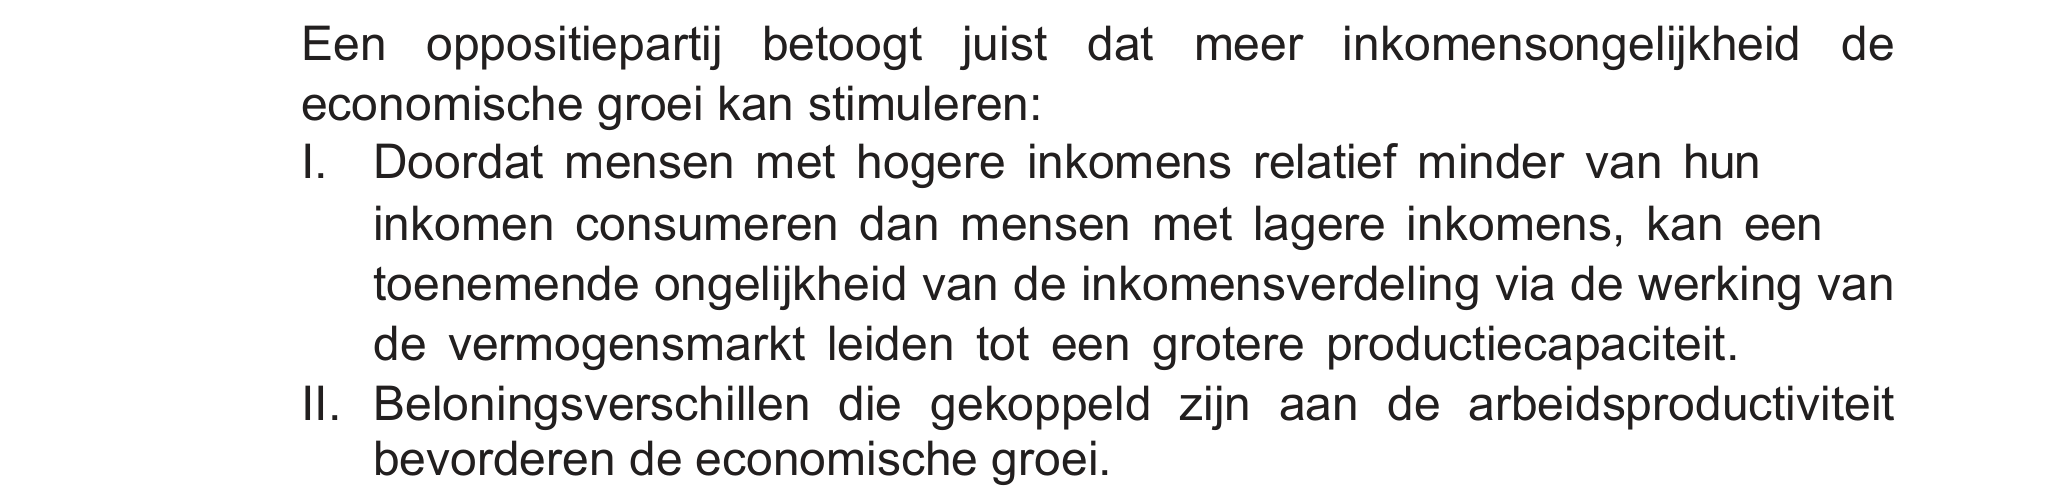 Een oppositiepartij betoogt juist dat meer inkomensongelijkheid de
economische groei kan stimuleren:
I. Doordat mensen met hogere inkomens relatief minder van hun
inkomen consumeren dan mensen met lagere inkomens, kan een
toenemende ongelijkheid van de inkomensverdeling via de werking van
de vermogensmarkt leiden tot een grotere productiecapaciteit.
II. Beloningsverschillen die gekoppeld zijn aan de arbeidsproductiviteit
bevorderen de economische groei.